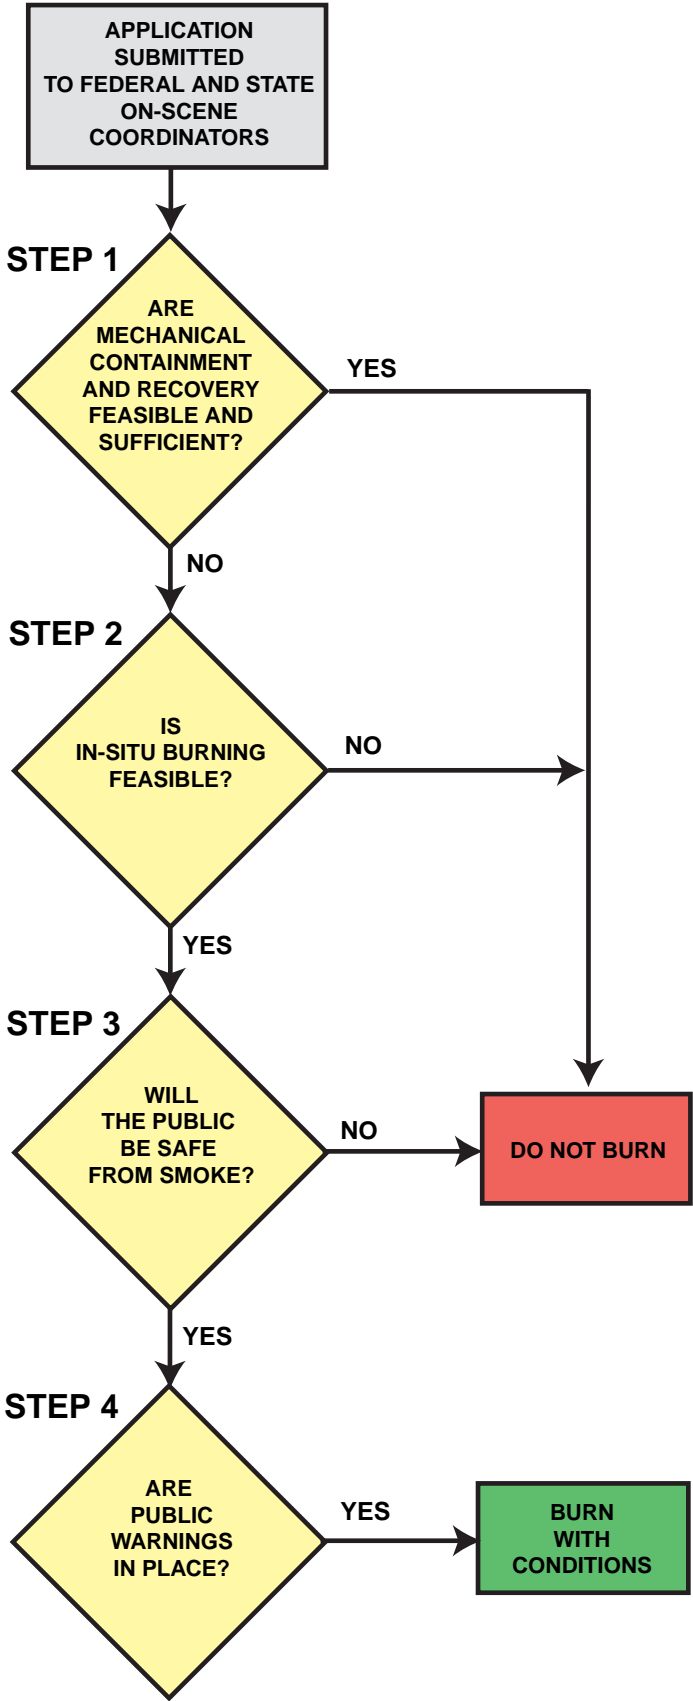 APPLICATION
SUBMITTED
TO FEDERAL AND STATE
ON-SCENE
COORDINATORS
STEP 1
ARE
MECHANICAL
CONTAINMENT
AND RECOVERY
FEASIBLE AND
SUFFICIENT?
YES
NO
STEP 2
IS
IN-SITU BURNING
FEASIBLE?
NO
YES
STEP 3
WILL
THE PUBLIC
BE SAFE
FROM SMOKE?
NO
DO NOT BURN
YES
STEP 4
ARE
PUBLIC
WARNINGS
IN PLACE?
YES
BURN
WITH
CONDITIONS